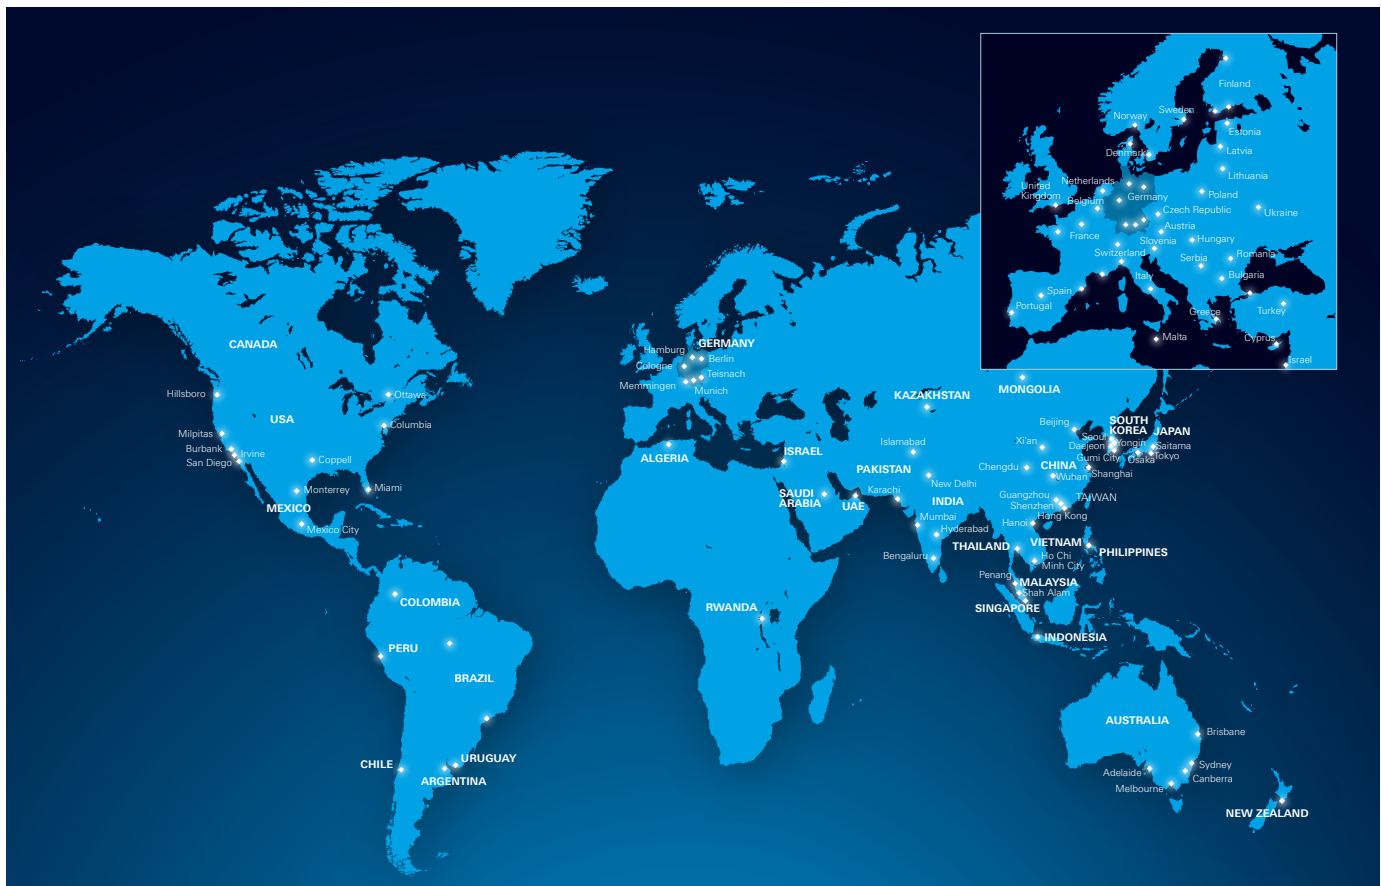 Finland
Sweden
Norway
Estonia
Denmark
Latvia
Lithuania
Netherlands
United
Kingdom
Germany
Poland
Belgium
Czech Republic
Ukraine
Austria
France
Slovenia
Hungary
Switzerland
Serbia
Romania
Italy
Bulgaria
Spain
Portugal
Greece
Turkey
Malta
Cyprus
Israel
CANADA
Hillsboro
Ottawa
USA
Columbia
Milpitas
Burbank
Irvine
San Diego
Coppell
Monterrey
Miami
MEXICO
Mexico City
COLOMBIA
PERU
BRAZIL
CHILE
URUGUAY
ARGENTINA
GERMANY
Hamburg
Berlin
Cologne
Teisnach
Memmingen
Munich
ALGERIA
ISRAEL
SAUDI
ARABIA
UAE
RWANDA
KAZAKHSTAN
MONGOLIA
Islamabad
PAKISTAN
Karachi
New Delhi
INDIA
Mumbai
Hyderabad
Bengaluru
Beijing
SOUTH
KOREA
JAPAN
Seoul
Xi'an
Daejeon
Yongin
Saitama
Gumi City
Osaka
Tokyo
Chengdu
CHINA
Wuhan
Shanghai
Guangzhou
TAIWAN
Shenzhen
Hong Kong
Hanoi
THAILAND
VIETNAM
PHILIPPINES
Ho Chi
Minh City
Penang
MALAYSIA
Shah Alam
SINGAPORE
INDONESIA
AUSTRALIA
Brisbane
Sydney
Adelaide
Canberra
Melbourne
NEW ZEALAND